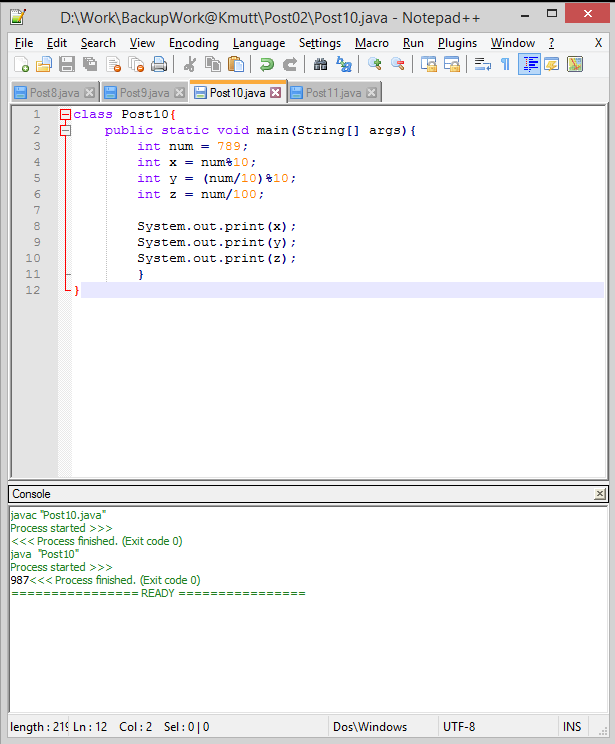 D:\Work\BackupWork@Kmutt\Post02\Post10.java - Notepad++
File Edit Search View Encoding Language Settings Macro Run Plugins Window ? X
Post8.java Post9.java Post10.java Post11.java
1 class Post10{
2 public static void main(String[] args){
3 int num = 789;
4 int x = num%10;
5 int y = (num/10)%10;
6 int z = num/100;
7
8 System.out.print(x);
9 System.out.print(y);
10 System.out.print(z);
11 }
12 }
Console
javac "Post10.java"
Process started >>>
<<< Process finished. (Exit code 0)
java "Post10"
Process started >>>
987<<< Process finished. (Exit code 0)
================ READY ================
length : 219 Ln : 12 Col : 2 Sel : 0 | 0 Dos\Windows UTF-8 INS